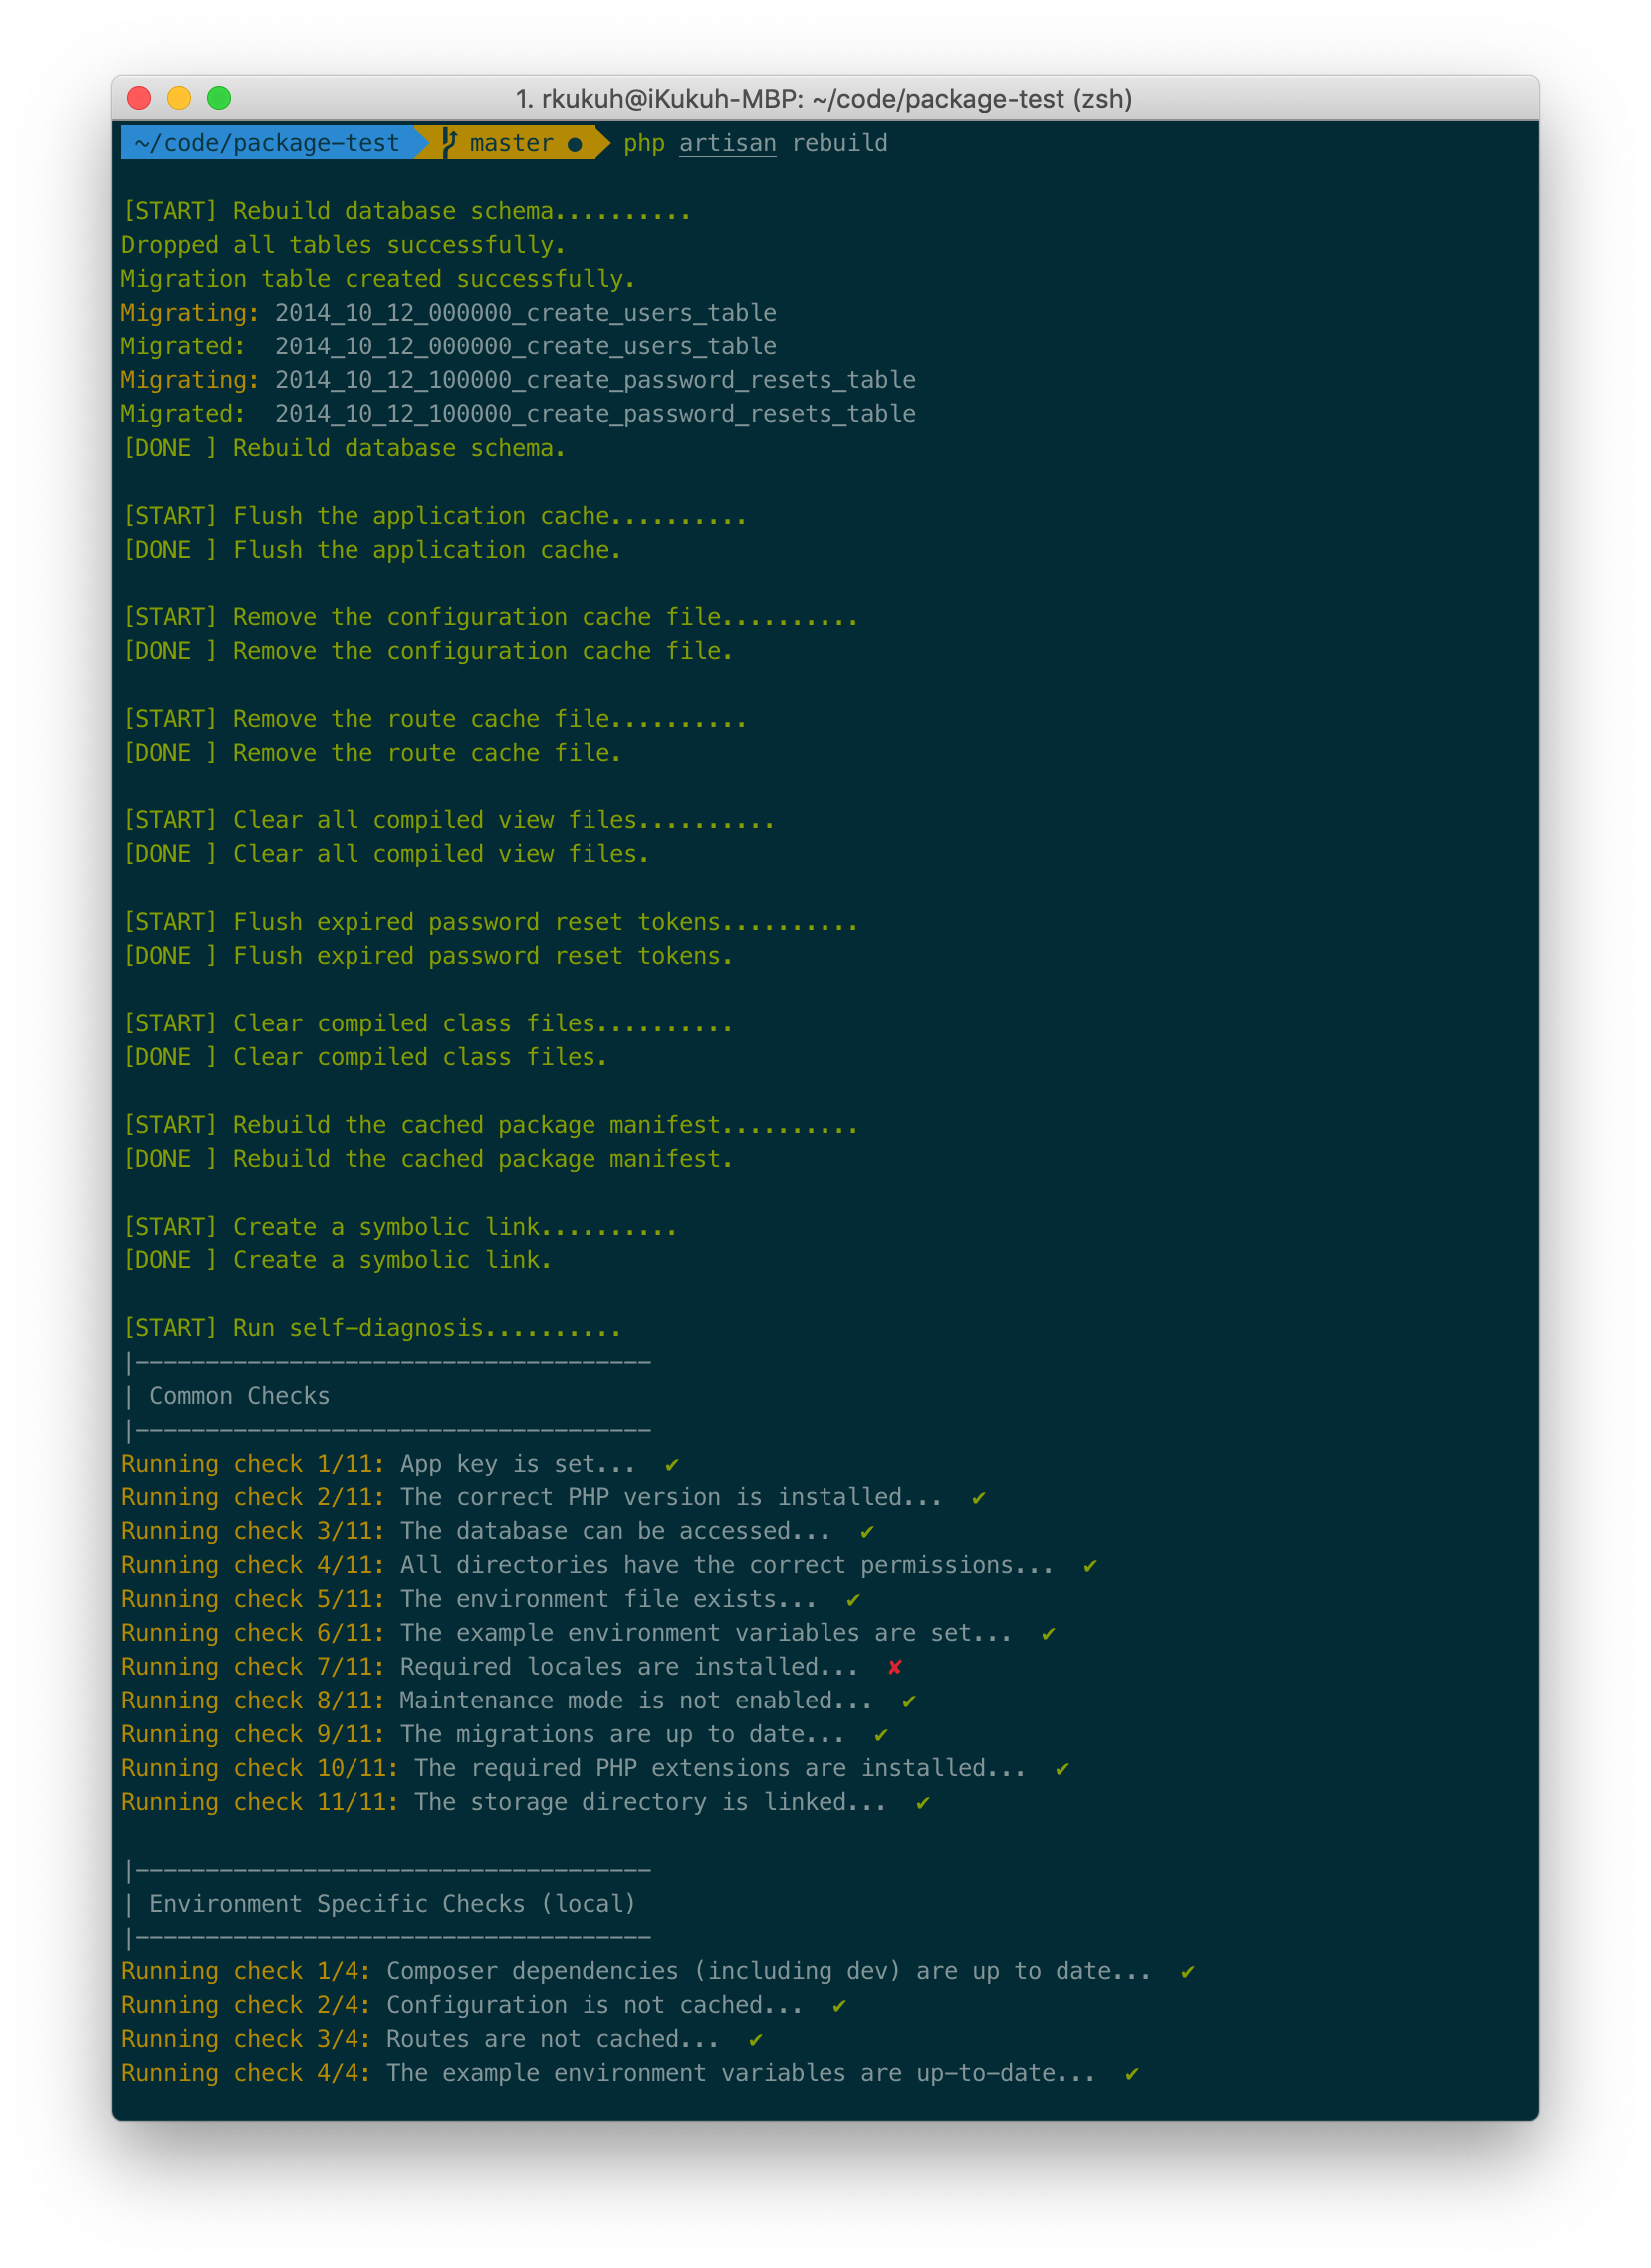 1. rkukuh@iKukuh-MBP: ~/code/package-test (zsh)
~/code/package-test master ● php artisan rebuild
[START] Rebuild database schema..........
Dropped all tables successfully.
Migration table created successfully.
Migrating: 2014_10_12_000000_create_users_table
Migrated:  2014_10_12_000000_create_users_table
Migrating: 2014_10_12_100000_create_password_resets_table
Migrated:  2014_10_12_100000_create_password_resets_table
[DONE ] Rebuild database schema.
[START] Flush the application cache..........
[DONE ] Flush the application cache.
[START] Remove the configuration cache file..........
[DONE ] Remove the configuration cache file.
[START] Remove the route cache file..........
[DONE ] Remove the route cache file.
[START] Clear all compiled view files..........
[DONE ] Clear all compiled view files.
[START] Flush expired password reset tokens..........
[DONE ] Flush expired password reset tokens.
[START] Clear compiled class files..........
[DONE ] Clear compiled class files.
[START] Rebuild the cached package manifest..........
[DONE ] Rebuild the cached package manifest.
[START] Create a symbolic link..........
[DONE ] Create a symbolic link.
[START] Run self-diagnosis..........
|-------------------------------------
| Common Checks
|-------------------------------------
Running check 1/11: App key is set...  ✔
Running check 2/11: The correct PHP version is installed...  ✔
Running check 3/11: The database can be accessed...  ✔
Running check 4/11: All directories have the correct permissions...  ✔
Running check 5/11: The environment file exists...  ✔
Running check 6/11: The example environment variables are set...  ✔
Running check 7/11: Required locales are installed...  ✘
Running check 8/11: Maintenance mode is not enabled...  ✔
Running check 9/11: The migrations are up to date...  ✔
Running check 10/11: The required PHP extensions are installed...  ✔
Running check 11/11: The storage directory is linked...  ✔
|-------------------------------------
| Environment Specific Checks (local)
|-------------------------------------
Running check 1/4: Composer dependencies (including dev) are up to date...  ✔
Running check 2/4: Configuration is not cached...  ✔
Running check 3/4: Routes are not cached...  ✔
Running check 4/4: The example environment variables are up-to-date...  ✔